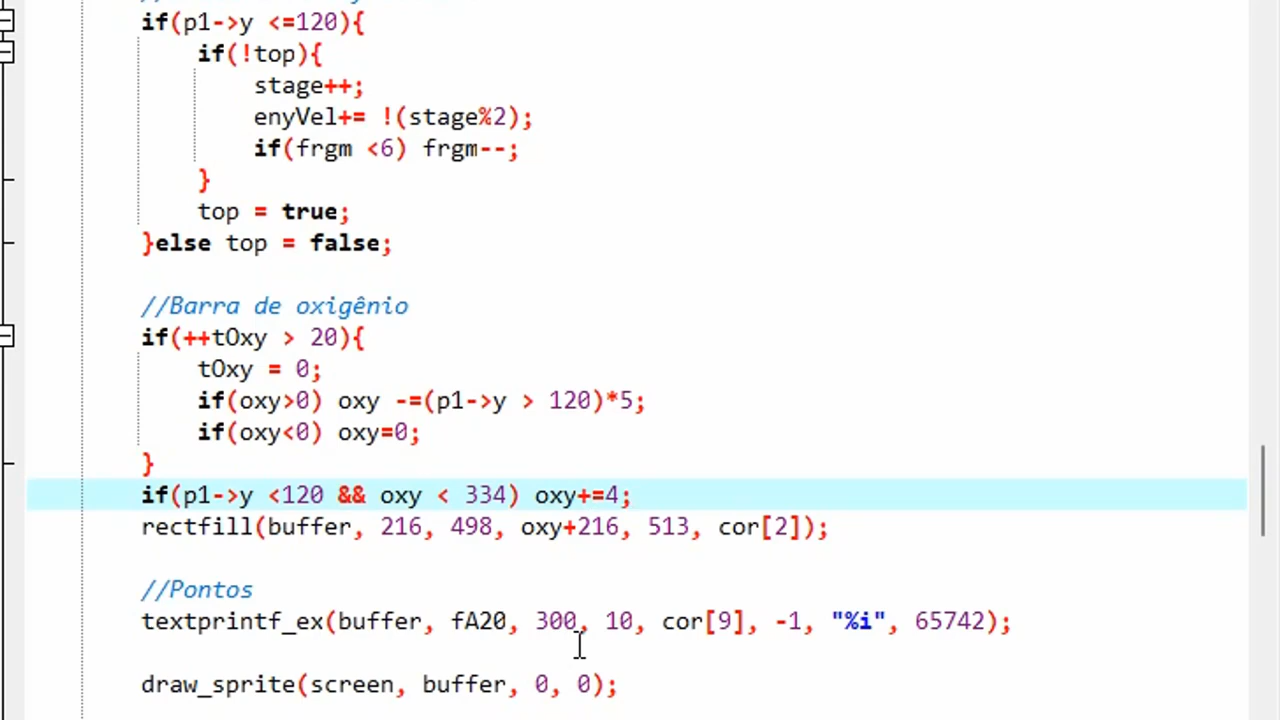 if(p1->y <=120){
if(!top){
stage++;
enyVel+= !(stage%2);
if(frgm <6) frgm--;
}
top = true;
}else top = false;
//Barra de oxigênio
if(++tOxy > 20){
tOxy = 0;
if(oxy>0) oxy -=(p1->y > 120)*5;
if(oxy<0) oxy=0;
}
if(p1->y <120 && oxy < 334) oxy+=4;
rectfill(buffer, 216, 498, oxy+216, 513, cor[2]);
//Pontos
textprintf_ex(buffer, fA20, 300, 10, cor[9], -1, "%i", 65742);
draw_sprite(screen, buffer, 0, 0);